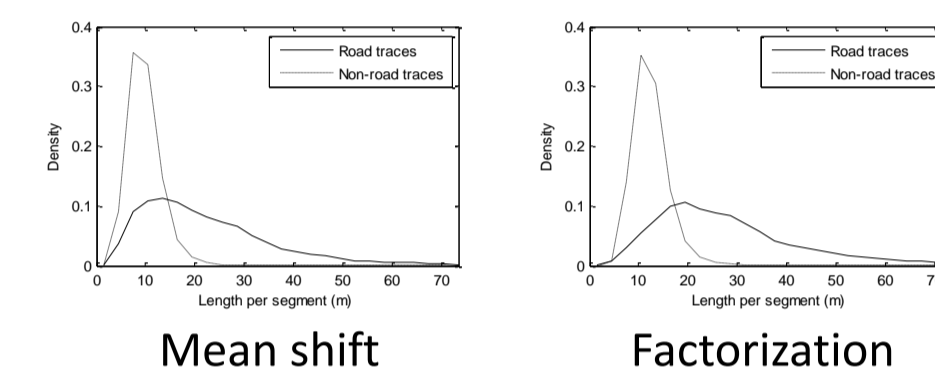 0.4
0.3
0.2
0.1
0
Density
Road traces
Non-road traces
0 10 20 30 40 50 60 70
Length per segment (m)
Mean shift
0.4
0.3
0.2
0.1
0
Density
Road traces
Non-road traces
0 10 20 30 40 50 60 7
Length per segment (m)
Factorization